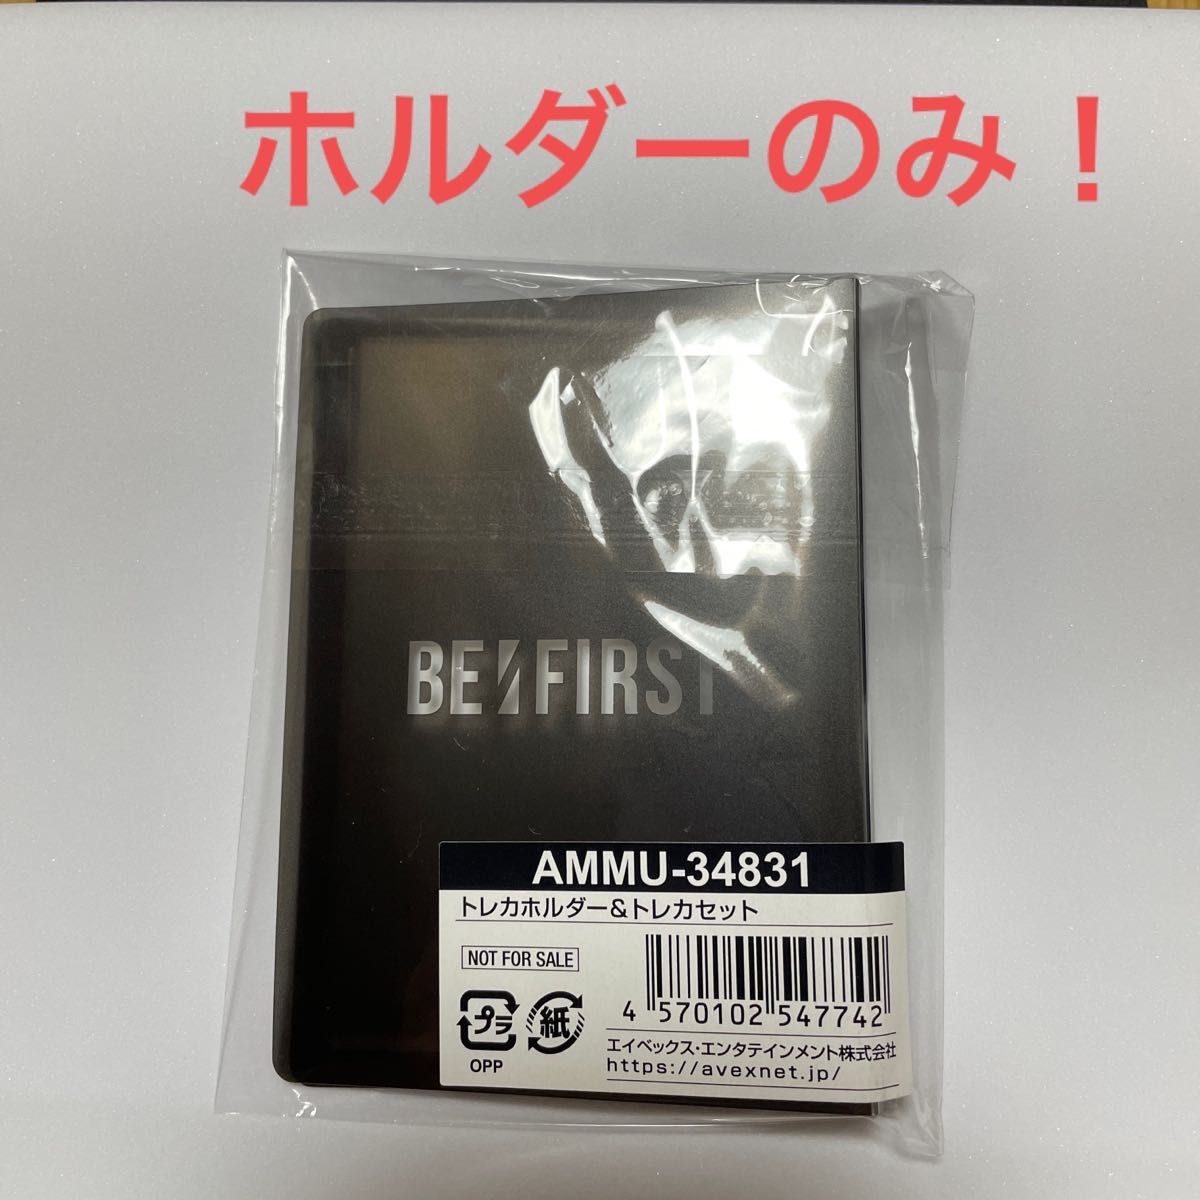 ホルダーのみ！
BE:FIRST
AMMU-34831
トレカホルダー&トレカセット
NOT FOR SALE
4 570102 547742
プラ
紙
OPP
エイベックス・エンタテインメント株式会社
https://avexnet.jp/